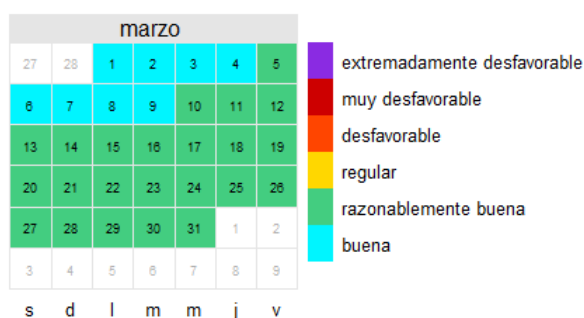 marzo
27 28 1 2 3 4 5
6 7 8 9 10 11 12
13 14 15 16 17 18 19
20 21 22 23 24 25 26
27 28 29 30 31 1 2
3 4 5 6 7 8 9
s d l m m j v
extremadamente desfavorable
muy desfavorable
desfavorable
regular
razonablemente buena
buena